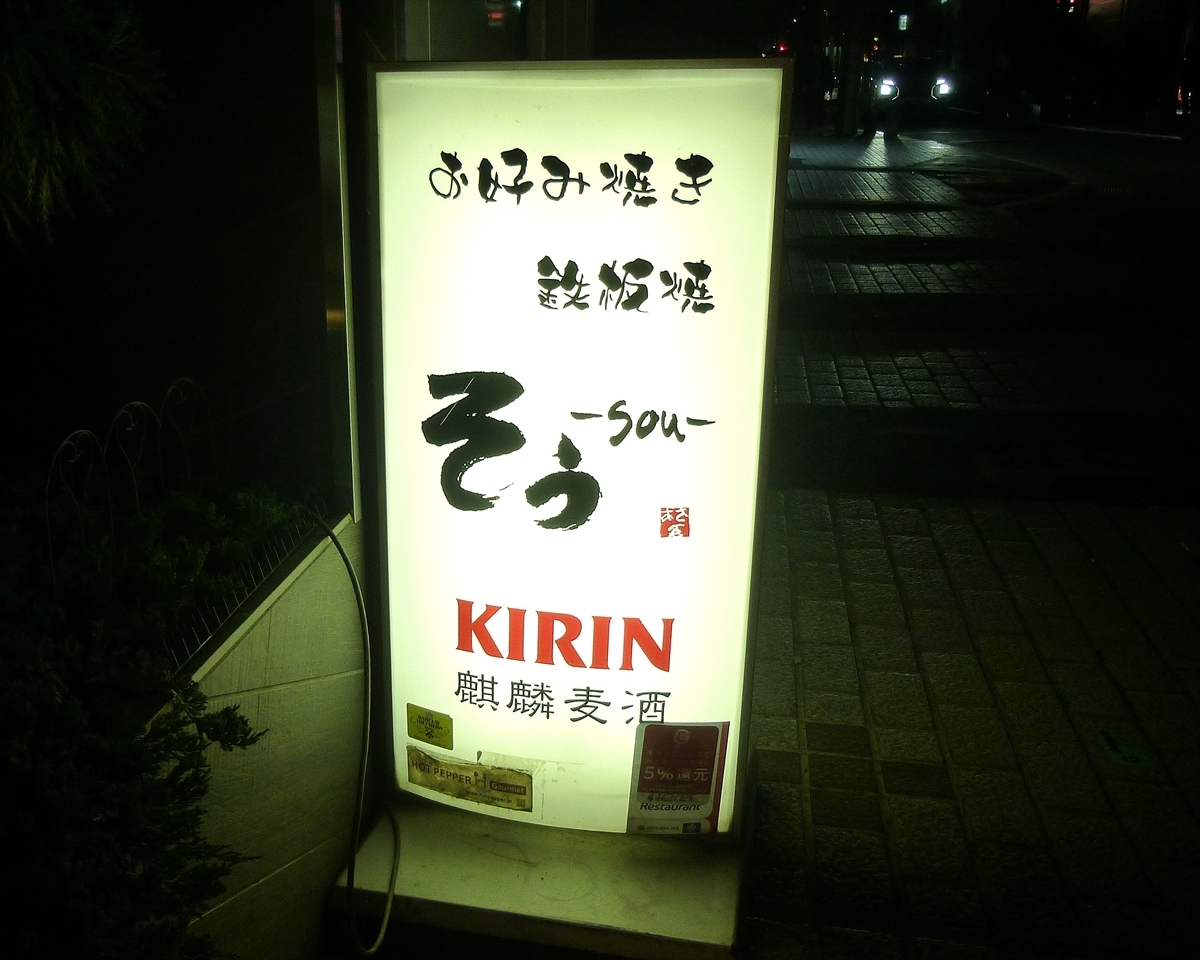 お好み焼き
鉄板焼
そう -sou-
KIRIN
麒麟麦酒
HOT PEPPER Gourmet
5%還元
Restaurant